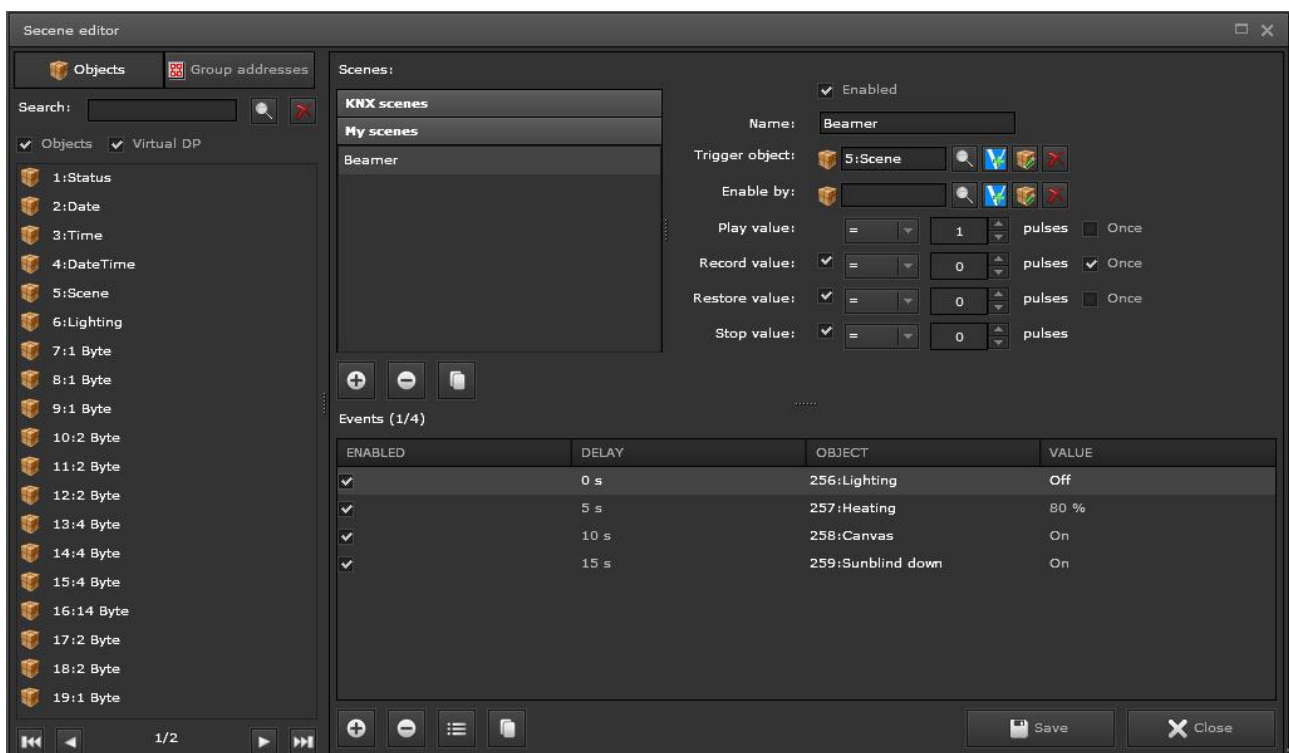 Secene editor
Objects
Group addresses
Search:
Objects
Virtual DP
1:Status
2:Date
3:Time
4:DateTime
5:Scene
6:Lighting
7:1 Byte
8:1 Byte
9:1 Byte
10:2 Byte
11:2 Byte
12:2 Byte
13:4 Byte
14:4 Byte
15:4 Byte
16:14 Byte
17:2 Byte
18:2 Byte
19:1 Byte
1/2
Scenes:
KNX scenes
My scenes
Beamer
Enabled
Name: Beamer
Trigger object: 5:Scene
Enable by:
Play value: = 1 pulses Once
Record value: = 0 pulses Once
Restore value: = 0 pulses Once
Stop value: = 0 pulses
Events (1/4)
ENABLED DELAY OBJECT VALUE
0 s 256:Lighting Off
5 s 257:Heating 80 %
10 s 258:Canvas On
15 s 259:Sunblind down On
Save
Close